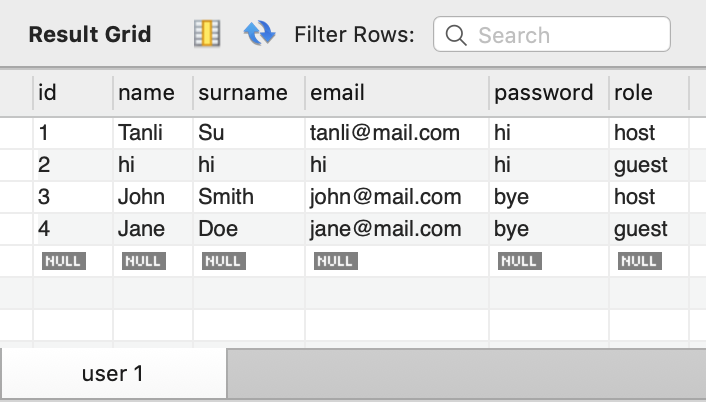 Result Grid Filter Rows: Search
id name surname email password role
1 Tanli Su tanli@mail.com hi host
2 hi hi hi hi guest
3 John Smith john@mail.com bye host
4 Jane Doe jane@mail.com bye guest
NULL NULL NULL NULL NULL NULL
user 1